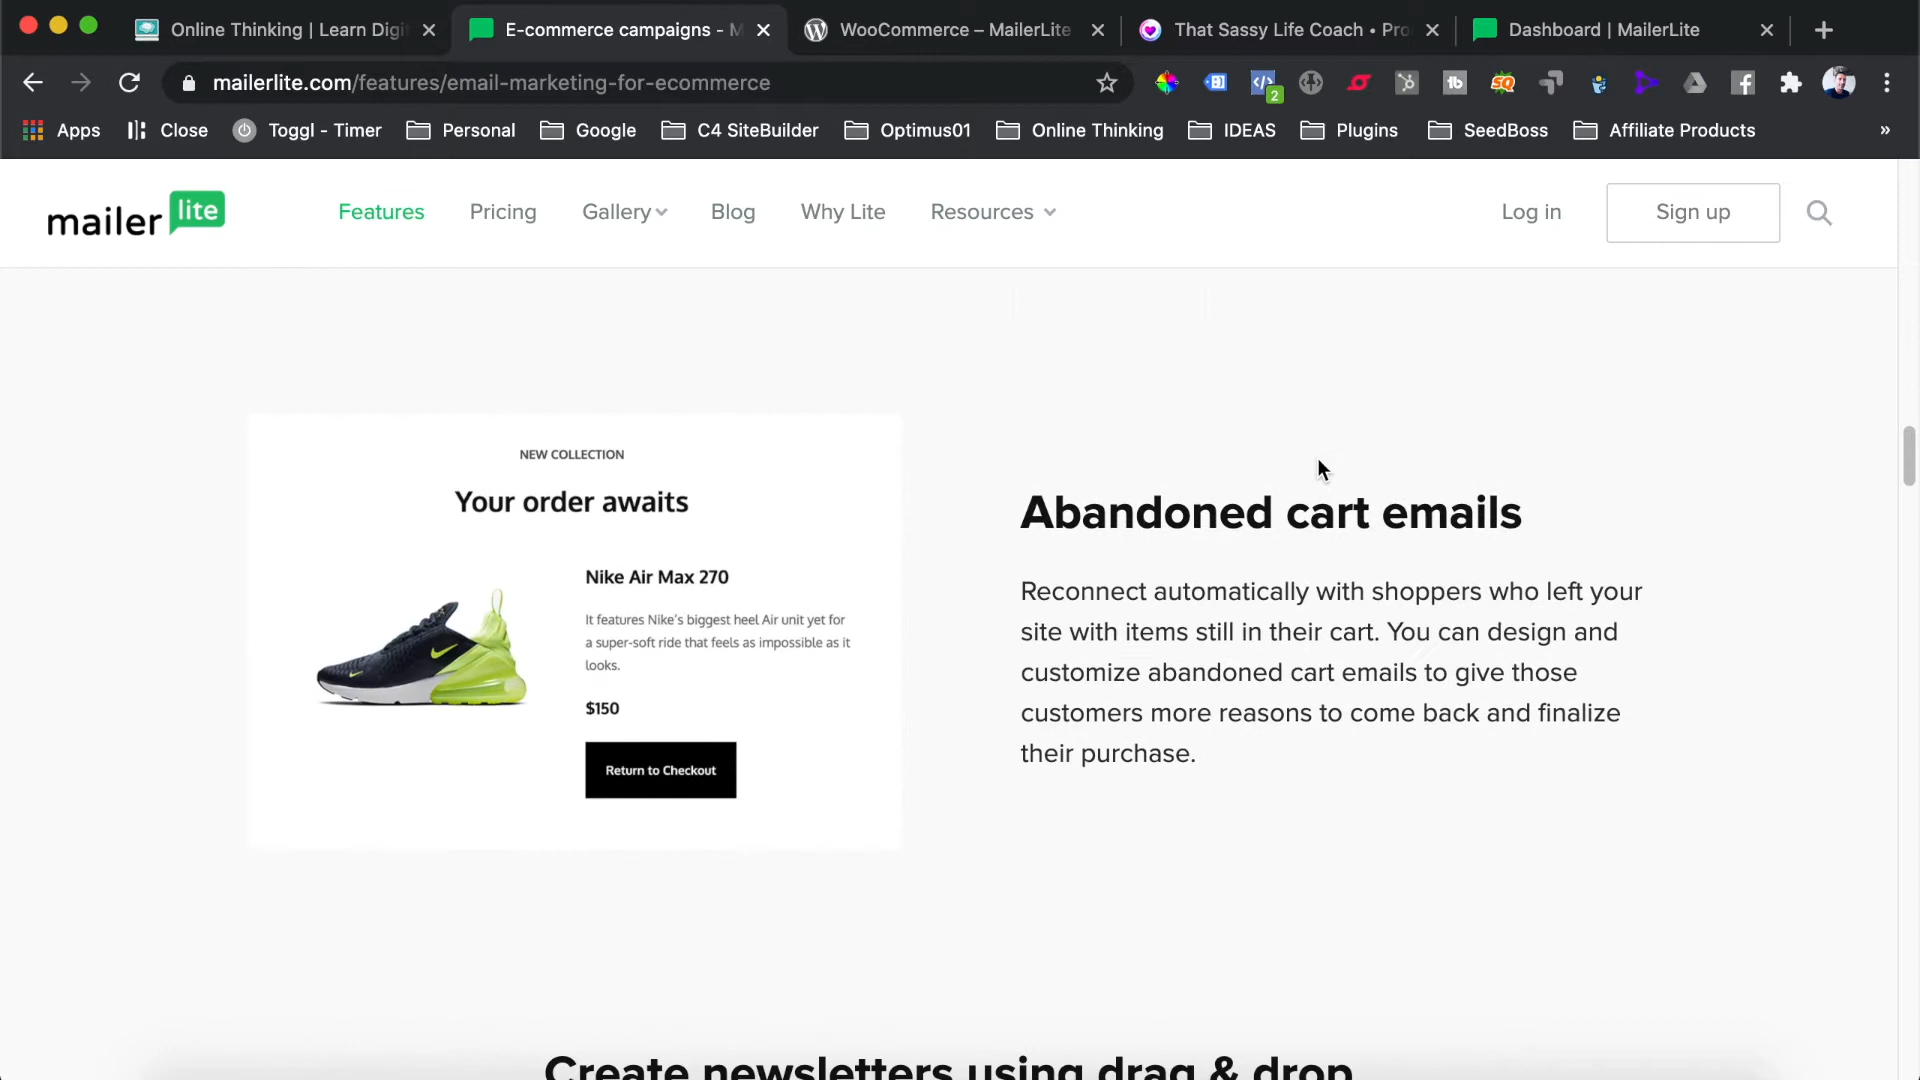 Online Thinking | Learn Digit
E-commerce campaigns - M
WooCommerce – MailerLite
That Sassy Life Coach • Pro
Dashboard | MailerLite
mailerlite.com/features/email-marketing-for-ecommerce
2
Apps
Close
Toggl - Timer
Personal
Google
C4 SiteBuilder
Optimus01
Online Thinking
IDEAS
Plugins
SeedBoss
Affiliate Products
»
mailer lite
Features
Pricing
Gallery
Blog
Why Lite
Resources
Log in
Sign up
NEW COLLECTION
Your order awaits
Nike Air Max 270
It features Nike's biggest heel Air unit yet for
a super-soft ride that feels as impossible as it
looks.
$150
Return to Checkout
Abandoned cart emails
Reconnect automatically with shoppers who left your
site with items still in their cart. You can design and
customize abandoned cart emails to give those
customers more reasons to come back and finalize
their purchase.
Create newsletters using drag & drop